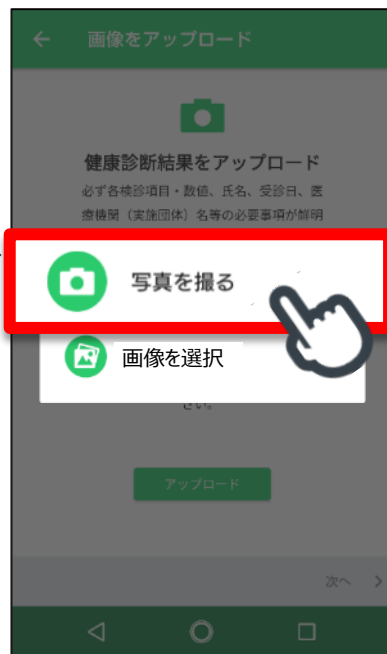 画像をアップロード
健康診断結果をアップロード
必ず各検診項目・数値、氏名、受診日、医
療機関（実施団体）名等の必要事項が鮮明
写真を撮る
画像を選択
さい。
アップロード
次へ